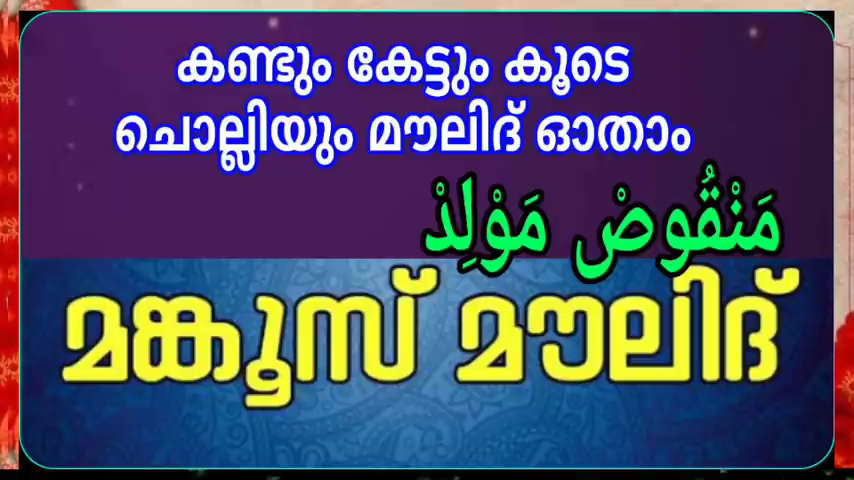 കണ്ടും കേട്ടും കൂടെ
ചൊല്ലിയും മൗലിദ് ഓതാം
مَنْقُوصْ مَوْلِدْ
മങ്കൂസ് മൗലിദ്